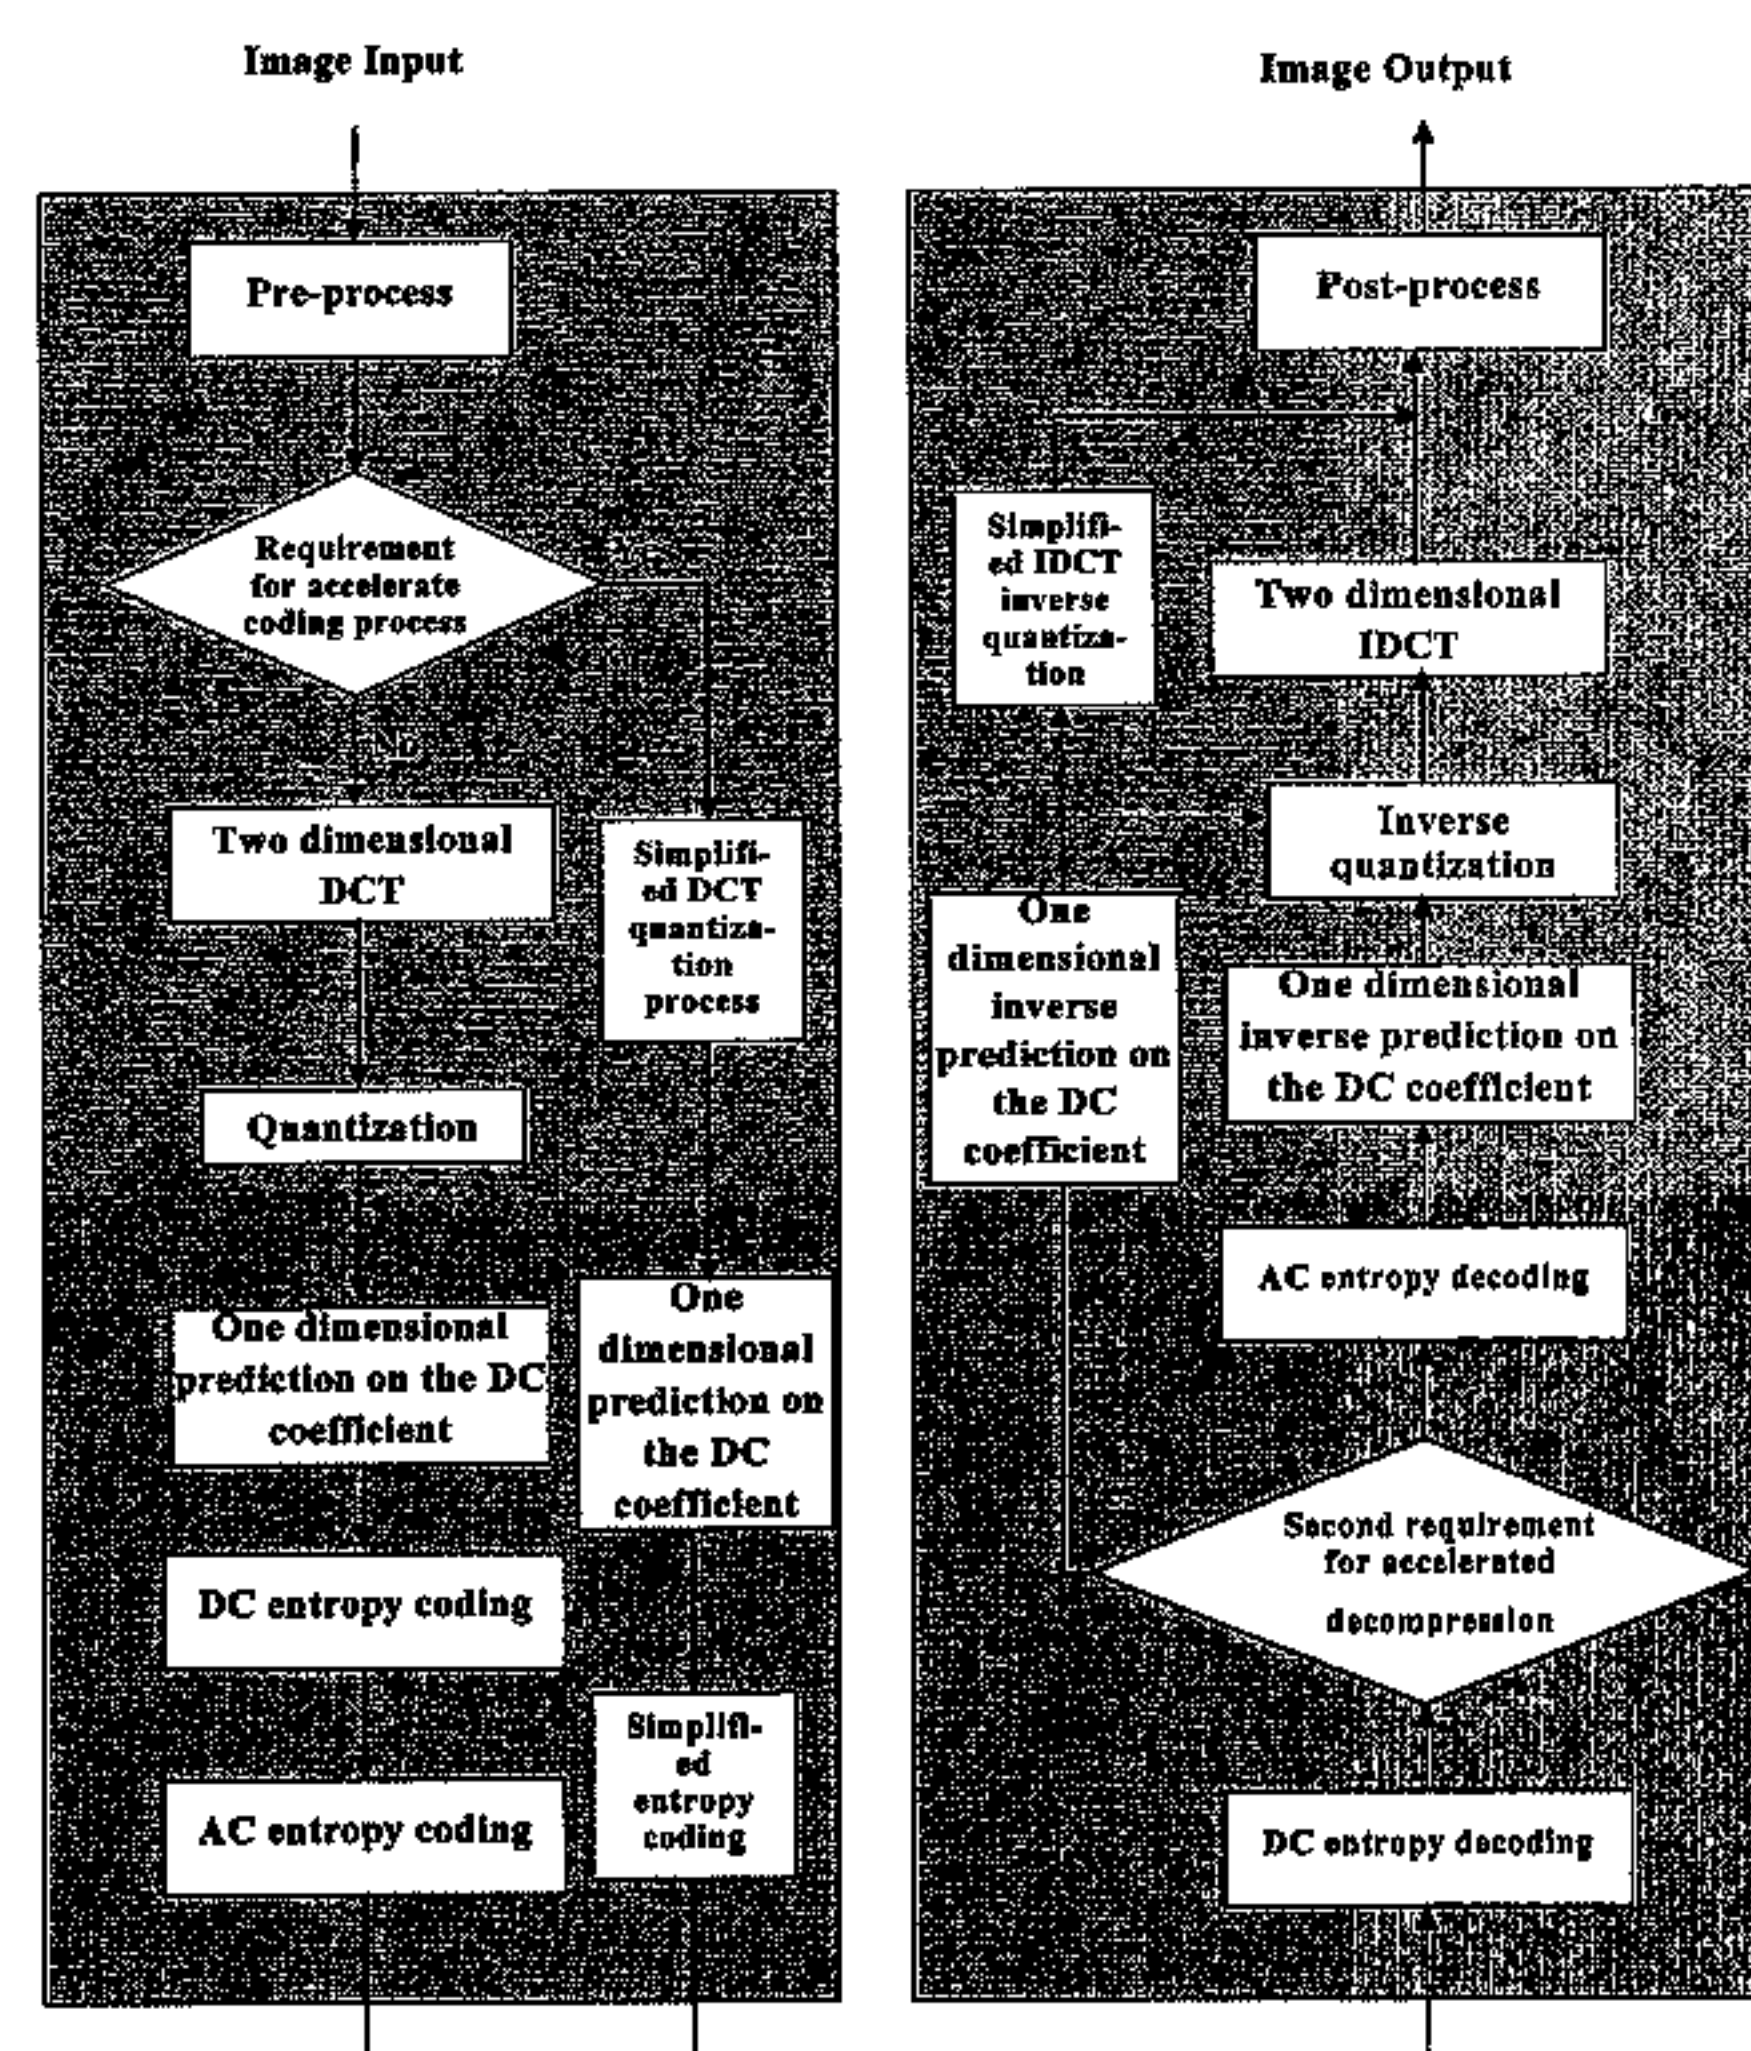 Image Input
Pre-process
Requirement
for accelerate
coding process
No
Two dimensional
DCT
Simplifi-
ed DCT
quantiza-
tion
process
Quantization
One dimensional
prediction on the DC
coefficient
One
dimensional
prediction on
the DC
coefficient
DC entropy coding
Simplifi-
ed
entropy
coding
AC entropy coding
Image Output
Post-process
Simplifi-
ed IDCT
inverse
quantiza-
tion
Two dimensional
IDCT
Inverse
quantization
One
dimensional
inverse
prediction on
the DC
coefficient
One dimensional
inverse prediction on
the DC coefficient
AC entropy decoding
Second requirement
for accelerated
decompression
DC entropy decoding